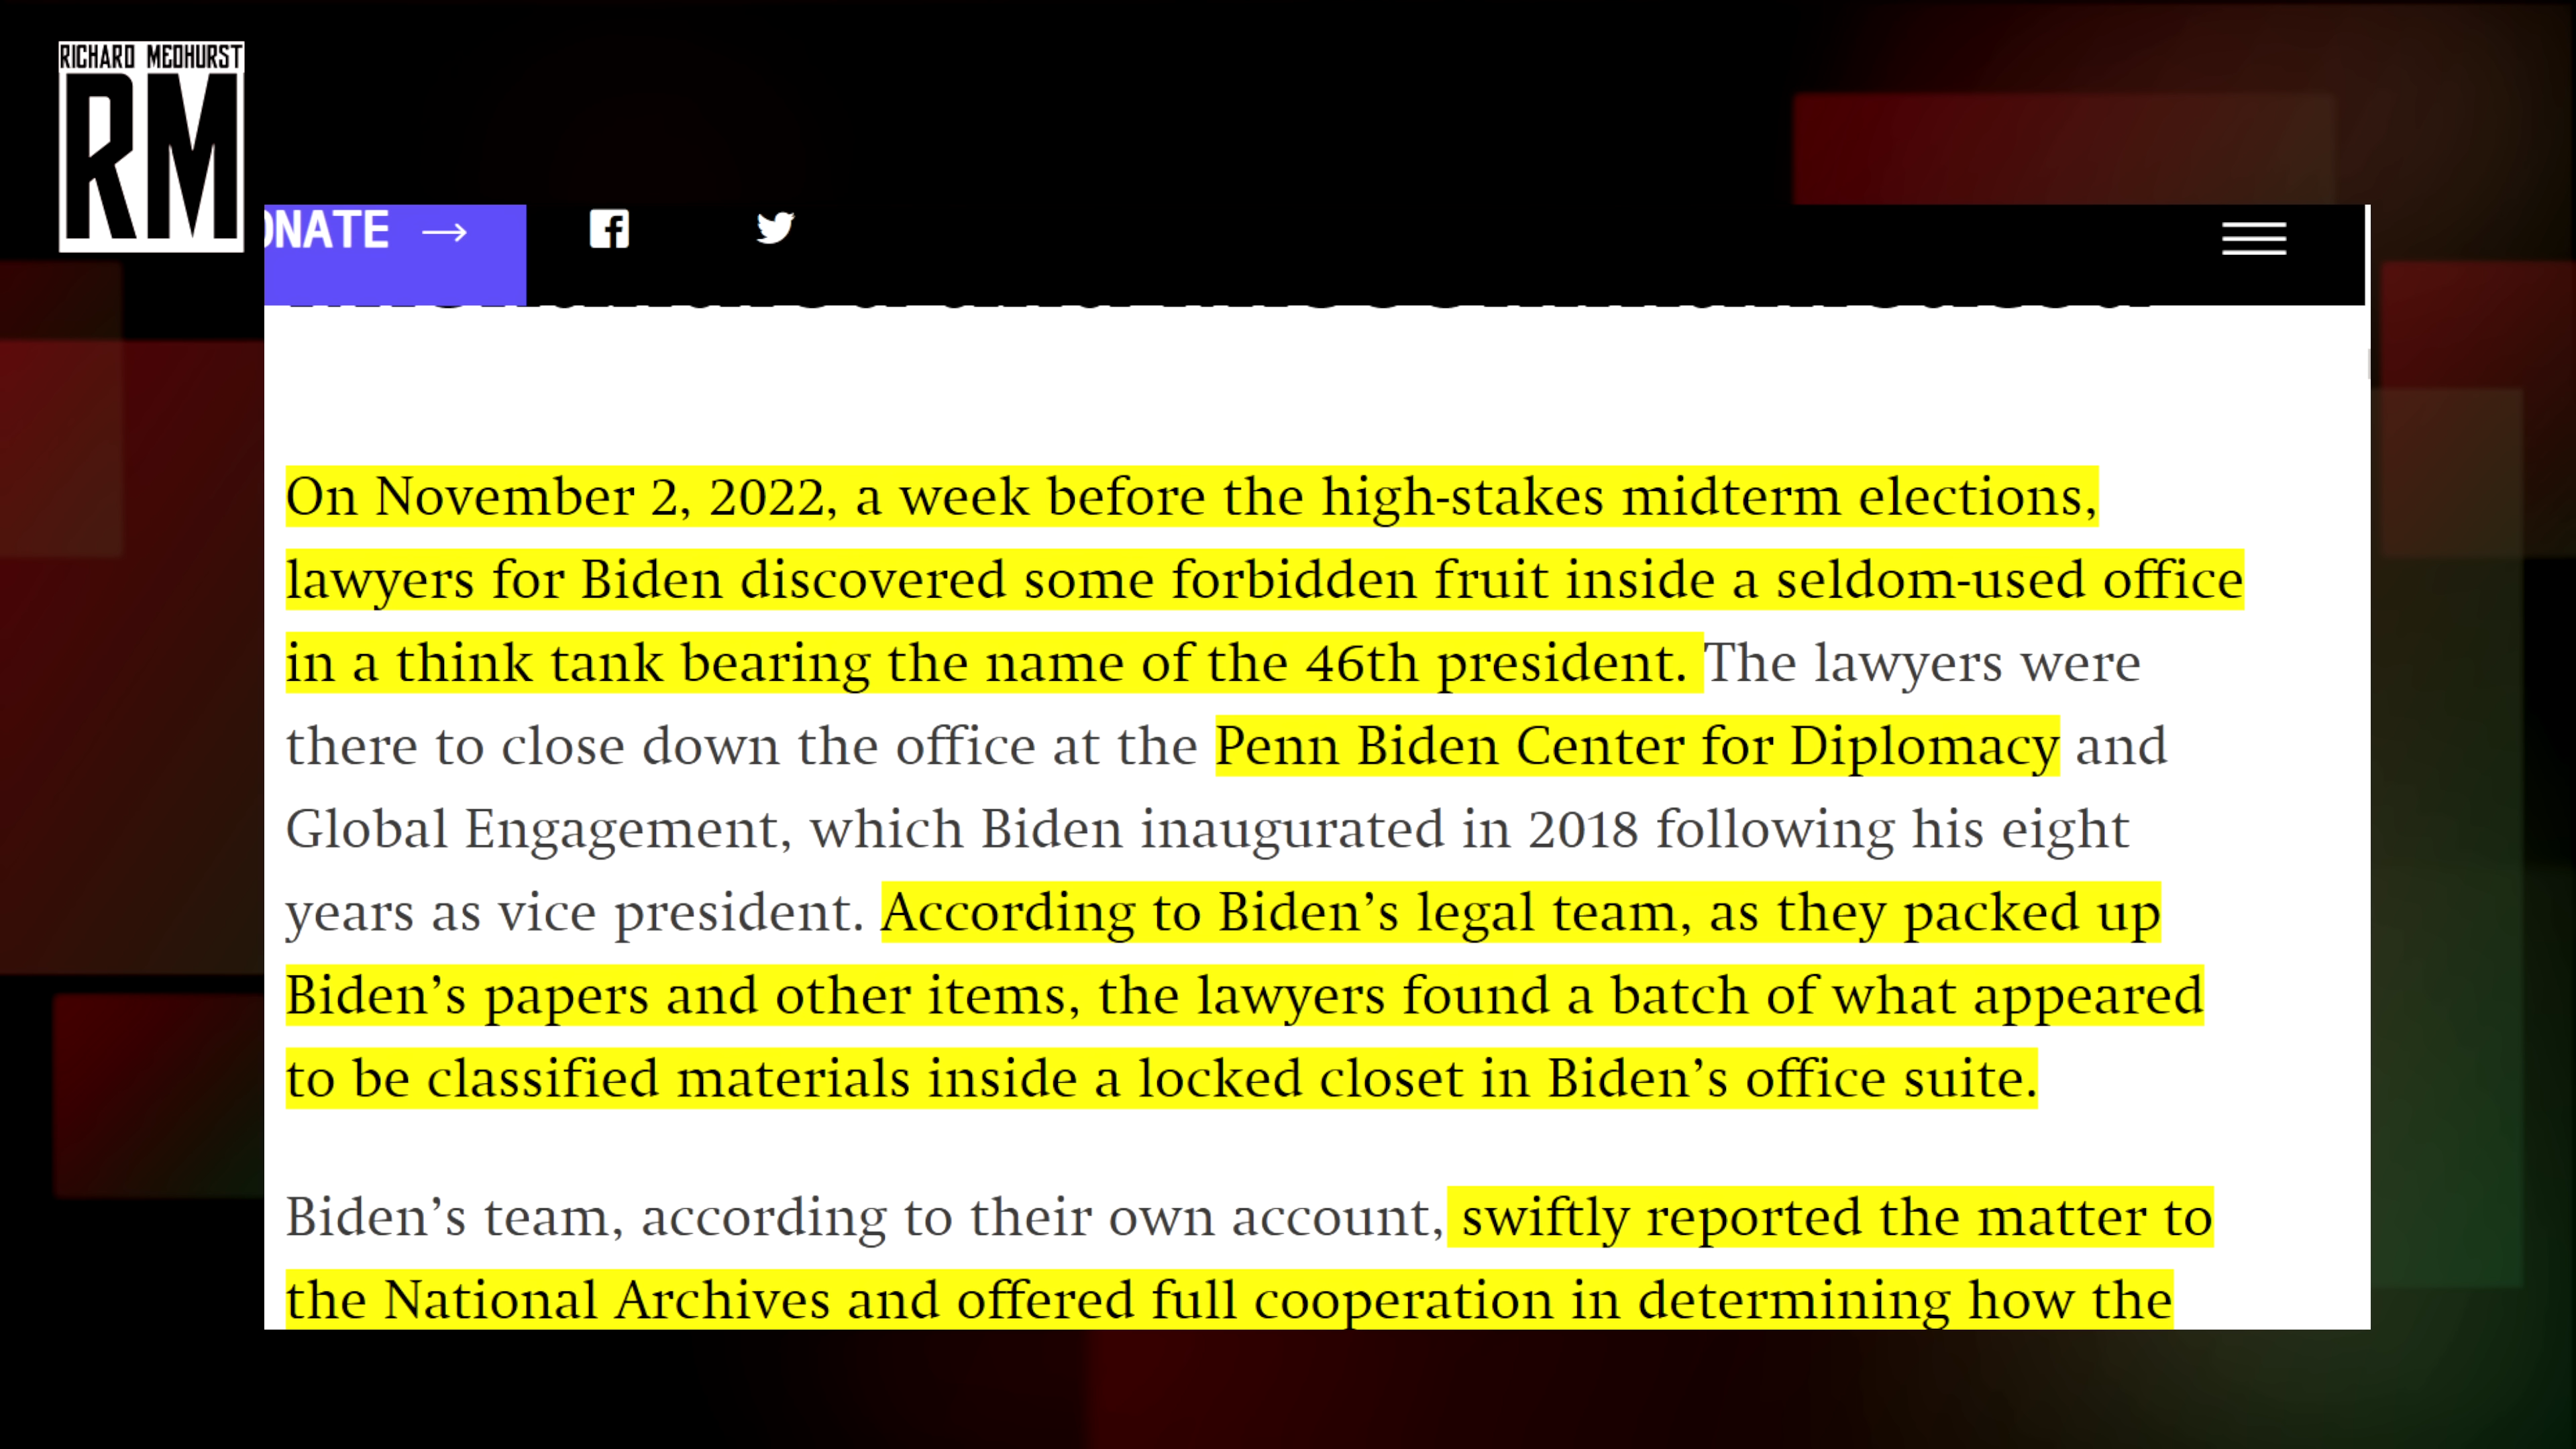 RICHARD MEDHURST
RM
ONATE →
On November 2, 2022, a week before the high-stakes midterm elections,
lawyers for Biden discovered some forbidden fruit inside a seldom-used office
in a think tank bearing the name of the 46th president. The lawyers were
there to close down the office at the Penn Biden Center for Diplomacy and
Global Engagement, which Biden inaugurated in 2018 following his eight
years as vice president. According to Biden’s legal team, as they packed up
Biden’s papers and other items, the lawyers found a batch of what appeared
to be classified materials inside a locked closet in Biden’s office suite.
Biden’s team, according to their own account, swiftly reported the matter to
the National Archives and offered full cooperation in determining how the